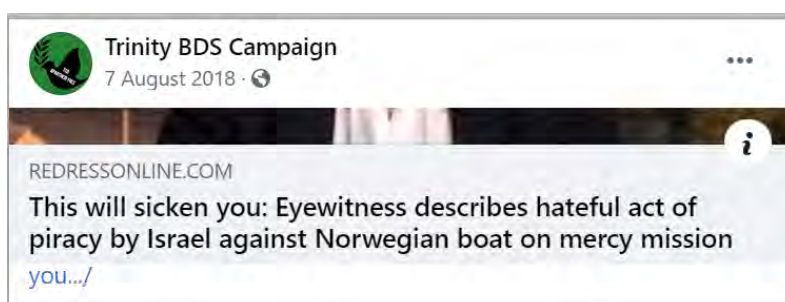 Trinity BDS Campaign
7 August 2018 ·
REDRESSONLINE.COM
This will sicken you: Eyewitness describes hateful act of
piracy by Israel against Norwegian boat on mercy mission
you.../